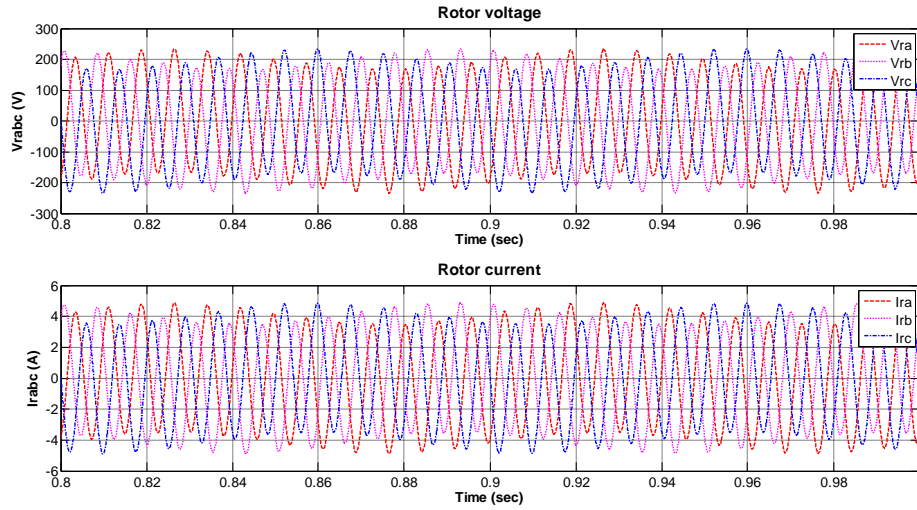 Rotor voltage
300
200
100
0
-100
-200
-300
Vrabc (V)
Vra
Vrb
Vrc
0.8 0.82 0.84 0.86 0.88 0.9 0.92 0.94 0.96 0.98
Time (sec)
Rotor current
6
4
2
0
-2
-4
-6
Irabc (A)
Ira
Irb
Irc
0.8 0.82 0.84 0.86 0.88 0.9 0.92 0.94 0.96 0.98
Time (sec)